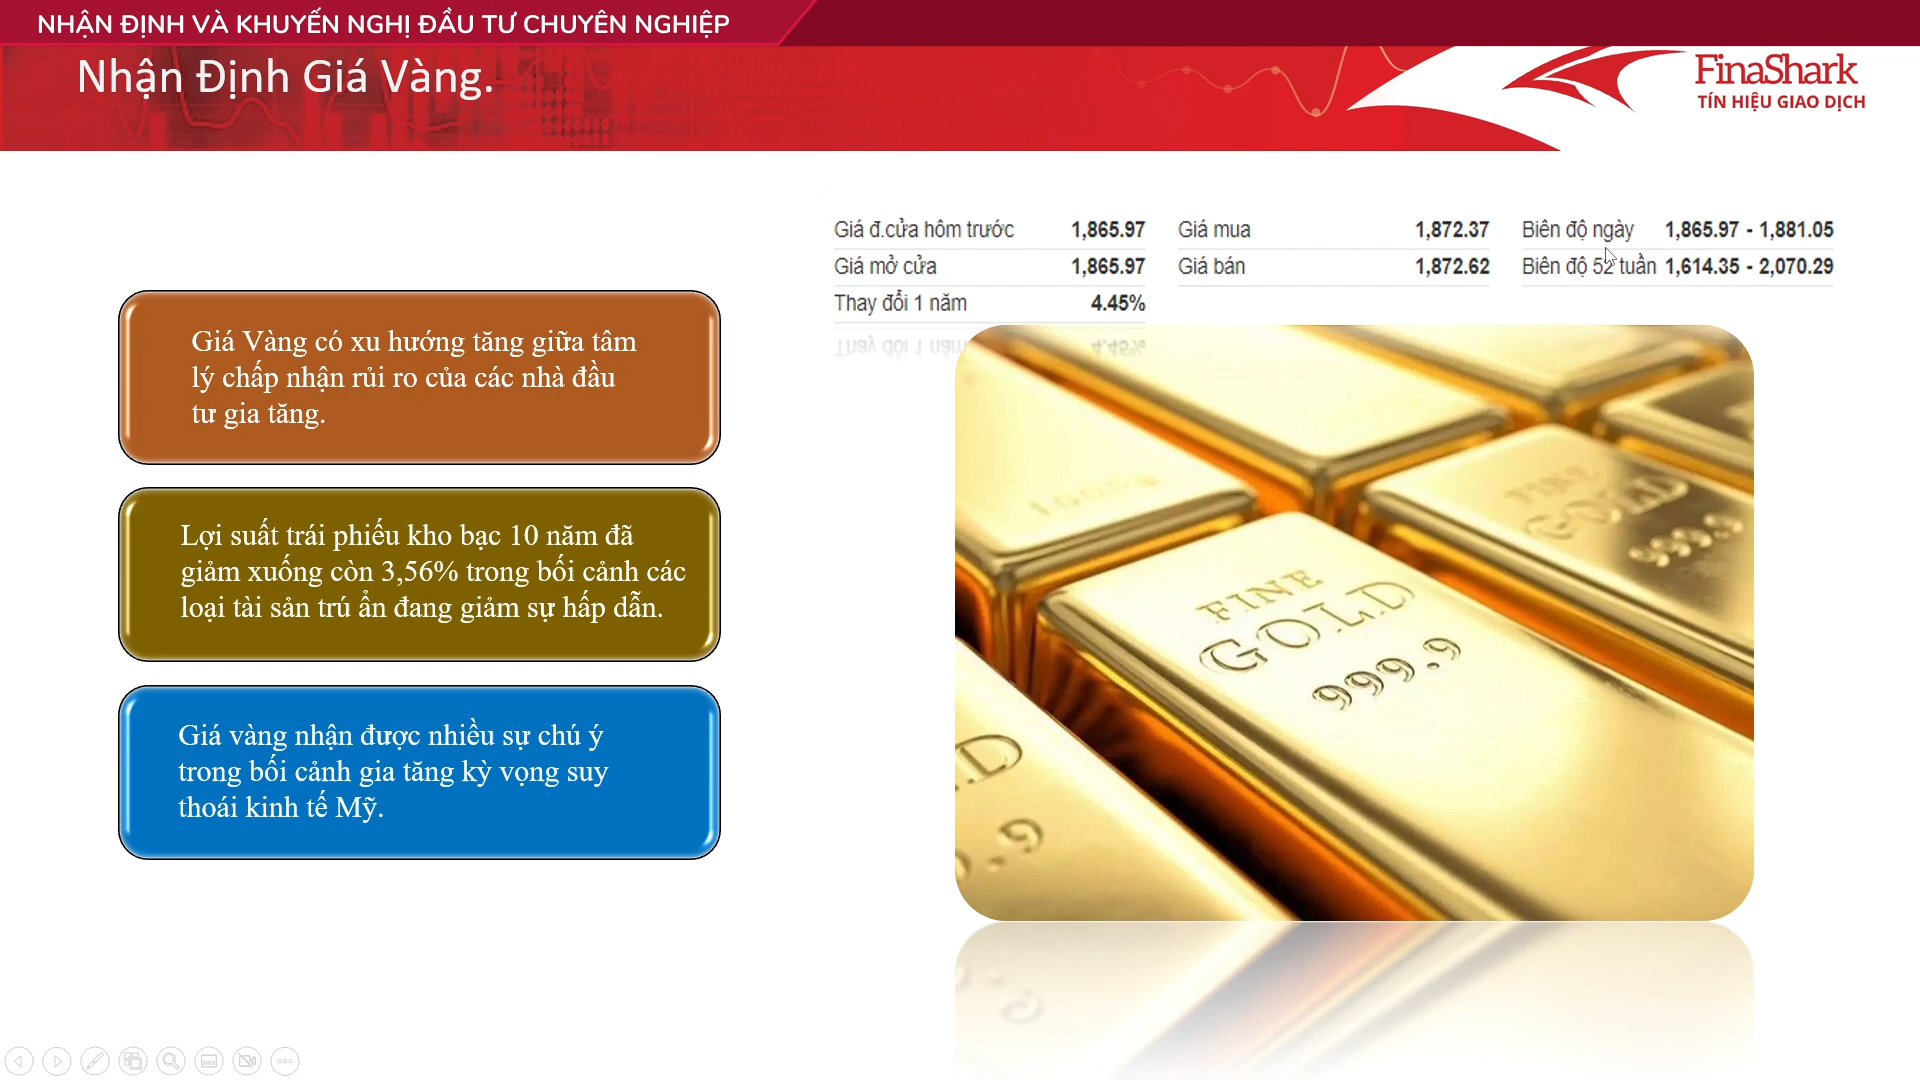 NHẬN ĐỊNH VÀ KHUYẾN NGHỊ ĐẦU TƯ CHUYÊN NGHIỆP
Nhận Định Giá Vàng.
FinaShark
TÍN HIỆU GIAO DỊCH
Giá đ.cửa hôm trước 1,865.97
Giá mở cửa 1,865.97
Thay đổi 1 năm 4.45%
Giá mua 1,872.37
Giá bán 1,872.62
Biên độ ngày 1,865.97 - 1,881.05
Biên độ 52 tuần 1,614.35 - 2,070.29
Giá Vàng có xu hướng tăng giữa tâm
lý chấp nhận rủi ro của các nhà đầu
tư gia tăng.
Lợi suất trái phiếu kho bạc 10 năm đã
giảm xuống còn 3,56% trong bối cảnh các
loại tài sản trú ẩn đang giảm sự hấp dẫn.
Giá vàng nhận được nhiều sự chú ý
trong bối cảnh gia tăng kỳ vọng suy
thoái kinh tế Mỹ.
FINE
GOLD
999.9
FINE
GOLD
999.9